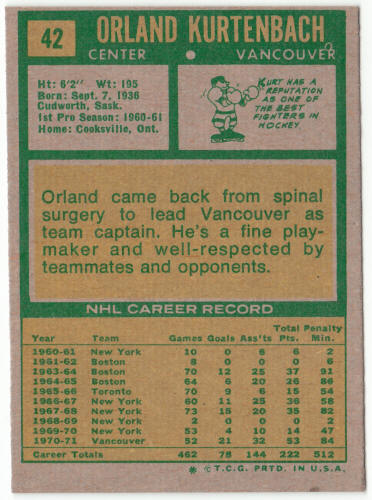 42 ORLAND KURTENBACH
CENTER • VANCOUVER
Ht: 6'2" Wt: 195
Born: Sept. 7, 1936
Cudworth, Sask.
1st Pro Season: 1960-61
Home: Cooksville, Ont.
KURT HAS A
REPUTATION
AS ONE OF
THE BEST
FIGHTERS IN
HOCKEY
Orland came back from spinal
surgery to lead Vancouver as
team captain. He's a fine play-
maker and well-respected by
teammates and opponents.
NHL CAREER RECORD
Total Penalty
Year Team Games Goals Ass'ts Pts. Min.
1960-61 New York 10 0 6 6 2
1961-62 Boston 8 0 0 0 6
1963-64 Boston 70 12 25 37 91
1964-65 Boston 64 6 20 26 86
1965-66 Toronto 70 9 6 15 54
1966-67 New York 60 11 25 36 58
1967-68 New York 73 15 20 35 82
1968-69 New York 2 0 0 0 2
1969-70 New York 53 4 10 14 47
1970-71 Vancouver 52 21 32 53 84
Career Totals 462 78 144 222 512
* © T.C.G. PRTD. IN U.S.A.